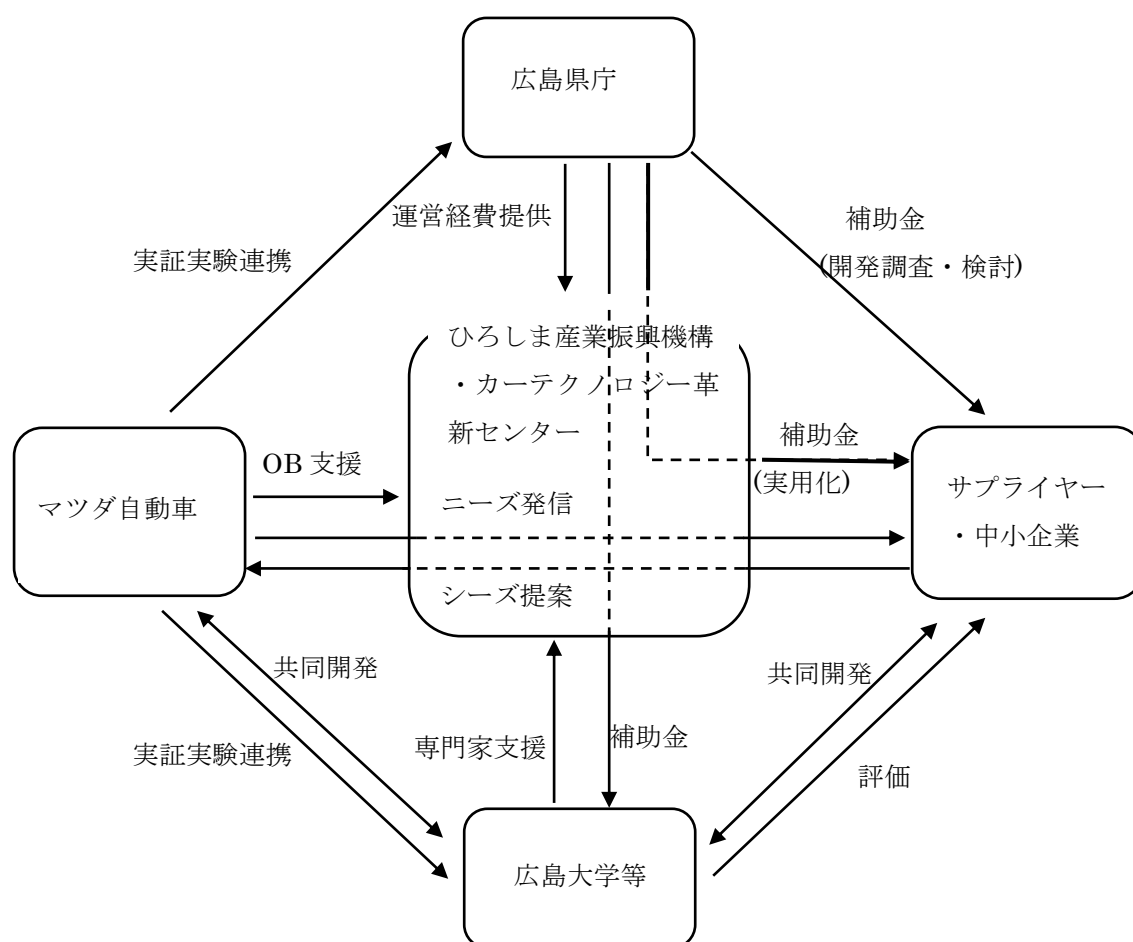 広島県庁
運営経費提供
補助金
(開発調査・検討)
実証実験連携
ひろしま産業振興機構
・カーテクノロジー革
新センター
補助金
(実用化)
OB 支援
マツダ自動車
ニーズ発信
サプライヤー
・中小企業
シーズ提案
共同開発
共同開発
実証実験連携
専門家支援
補助金
評価
広島大学等